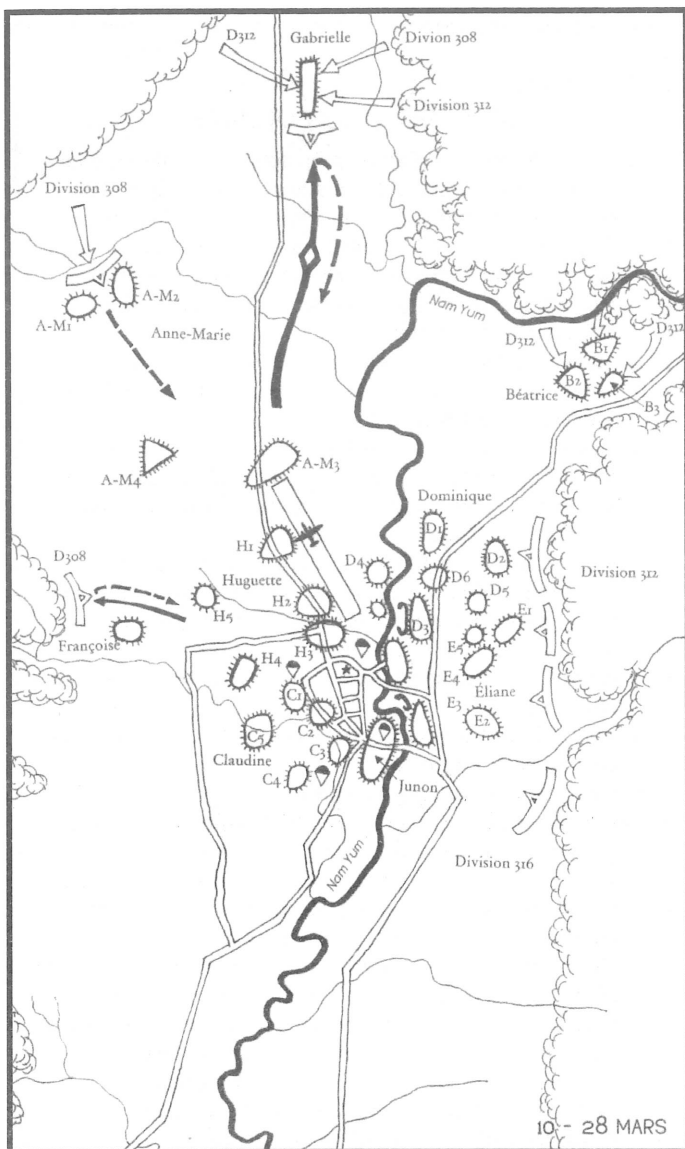 D312
Gabrielle
Divion 308
Division 312
Division 308
A-M2
A-M1
Anne-Marie
Nam Yum
D312
D312
B1
B2
Béatrice
B3
A-M3
A-M4
Dominique
D1
H1
D308
D4
D2
Division 312
Huguette
D6
H5
H2
D5
E1
D3
Françoise
H3
E5
H4
E4
C1
Éliane
E3
C2
E2
C5
C3
Claudine
C4
Junon
Nam Yum
Division 316
10 - 28 MARS